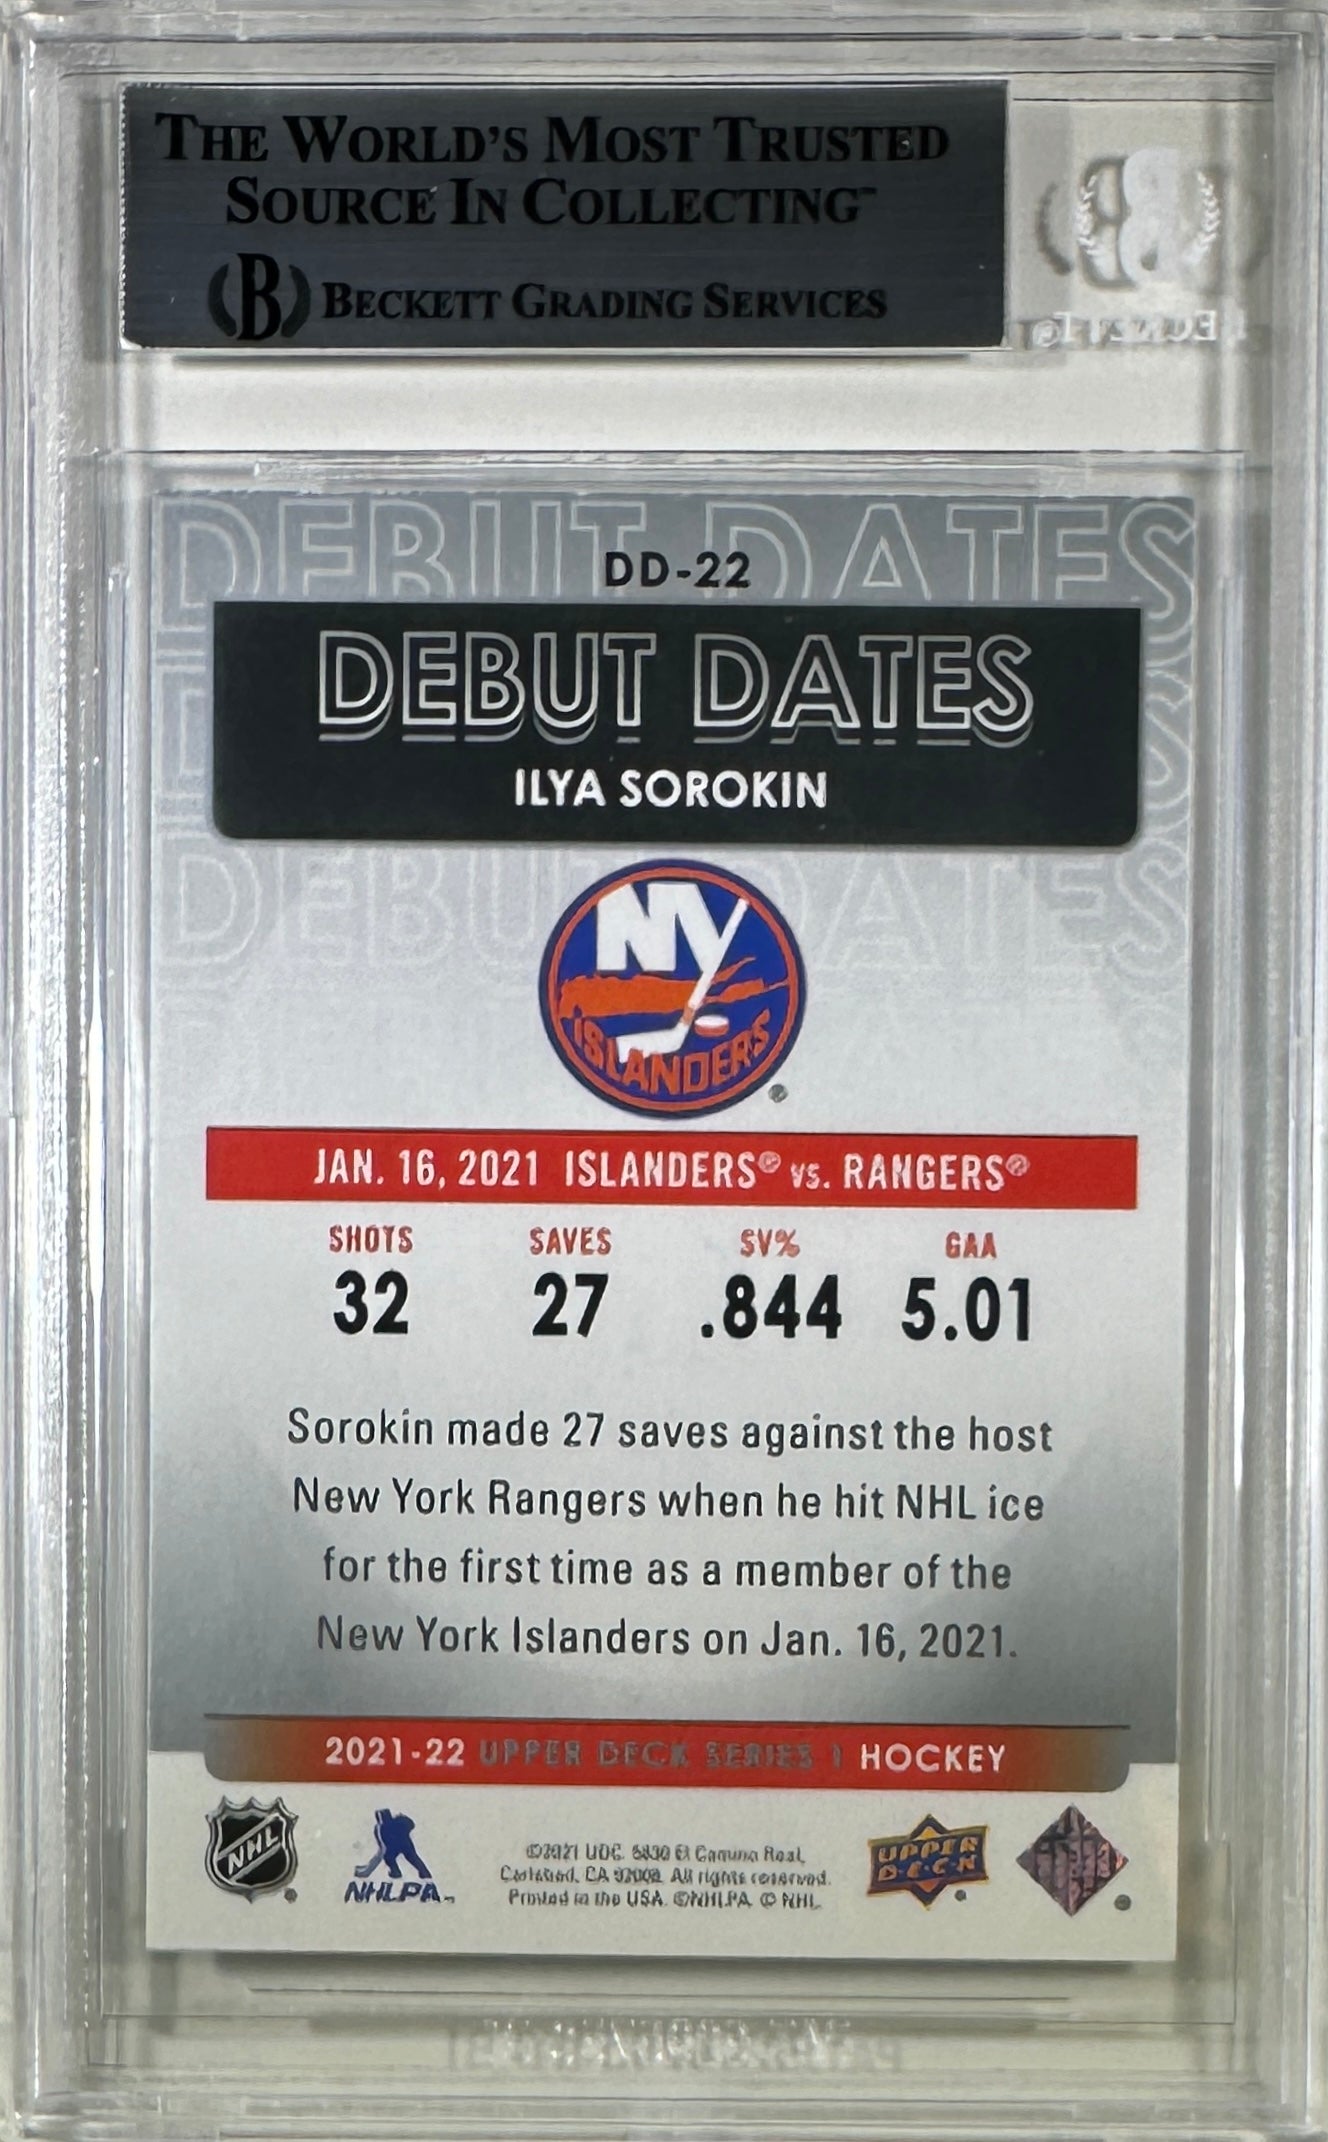 THE WORLD'S MOST TRUSTED
SOURCE IN COLLECTING™
B BECKETT GRADING SERVICES
DEBUT DATES
DD-22
DEBUT DATES
ILYA SOROKIN
DEBUT DATES
NY
ISLANDERS
JAN. 16, 2021 ISLANDERS® vs. RANGERS®
SHOTS SAVES SV% GAA
32 27 .844 5.01
Sorokin made 27 saves against the host
New York Rangers when he hit NHL ice
for the first time as a member of the
New York Islanders on Jan. 16, 2021.
2021-22 UPPER DECK SERIES 1 HOCKEY
NHL
NHLPA
©2021 UDC. 5830 El Camino Real,
Carlsbad, CA 92008. All rights reserved.
Printed in the USA. ©NHLPA. © NHL.
UPPER
DECK